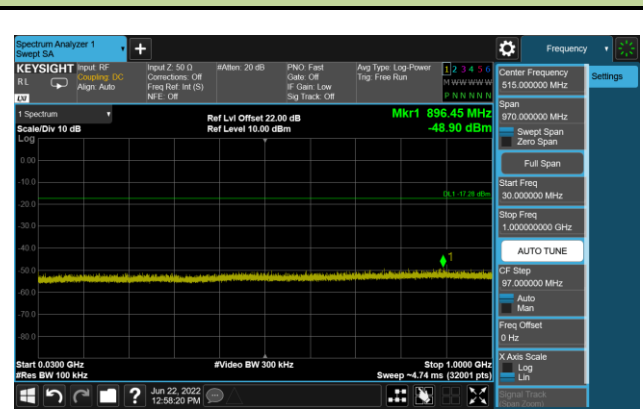 Spectrum Analyzer 1
Swept SA
Frequency
KEYSIGHT
RL
LXI
Input: RF
Coupling: DC
Align: Auto
Input Z: 50 Ω
Corrections: Off
Freq Ref: Int (S)
NFE: Off
#Atten: 20 dB
PNO: Fast
Gate: Off
IF Gain: Low
Sig Track: Off
Avg Type: Log-Power
Trig: Free Run
1 2 3 4 5 6
M W W W W W
P N N N N N
Center Frequency
515.000000 MHz
Settings
1 Spectrum
Scale/Div 10 dB
Log
Ref Lvl Offset 22.00 dB
Ref Level 10.00 dBm
Mkr1 896.45 MHz
-48.90 dBm
Span
970.000000 MHz
Swept Span
Zero Span
Full Span
Start Freq
30.000000 MHz
Stop Freq
1.000000000 GHz
AUTO TUNE
CF Step
97.000000 MHz
Auto
Man
Freq Offset
0 Hz
X Axis Scale
Log
Lin
Signal Track
(Span Zoom)
0.00
-10.0
DL1 -17.28 dBm
-20.0
-30.0
-40.0
1
-50.0
-60.0
-70.0
-80.0
Start 0.0300 GHz
#Res BW 100 kHz
#Video BW 300 kHz
Stop 1.0000 GHz
Sweep ~4.74 ms (32001 pts)
?
Jun 22, 2022
12:58:20 PM